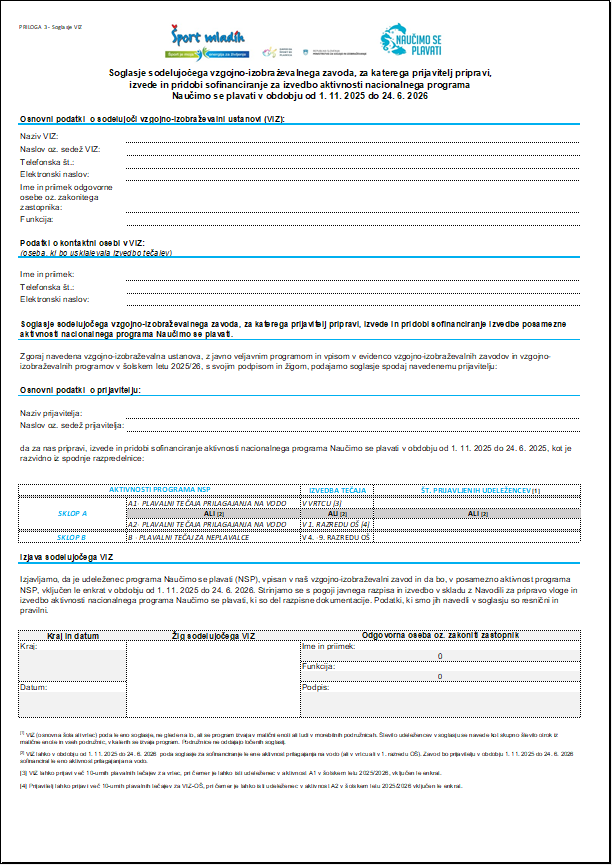 PRILOGA 3 - Soglasje VIZ
Šport mladih
NAUČIMO SE
PLAVATI
Soglasje sodelujočega vzgojno-izobraževalnega zavoda, za katerega prijavitelj pripravi,
izvede in pridobi sofinanciranje za izvedbo aktivnosti nacionalnega programa
Naučimo se plavati v obdobju od 1. 11. 2025 do 24. 6. 2026
Osnovni podatki o sodelujoči vzgojno-izobraževalni ustanovi (VIZ):
Naziv VIZ:
Naslov oz. sedež VIZ:
Telefonska št.:
Elektronski naslov:
Ime in priimek odgovorne
osebe oz. zakonitega
zastopnika:
Funkcija:
Podatki o kontaktni osebi v VIZ:
(oseba, ki bo usklajevala izvedbo tečajev)
Ime in priimek:
Telefonska št.:
Elektronski naslov:
Soglasje sodelujočega vzgojno-izobraževalnega zavoda, za katerega prijavitelj pripravi, izvede in pridobi sofinanciranje izvedbe posamezne
aktivnosti nacionalnega programa Naučimo se plavati.
Zgoraj navedena vzgojno-izobraževalna ustanova, z javno veljavnim programom in vpisom v evidenco vzgojno-izobraževalnih zavodov in vzgojno-
izobraževalnih programov v šolskem letu 2025/26, s svojim podpisom in žigom, podajamo soglasje spodaj navedenemu prijavitelju:
Osnovni podatki o prijavitelju:
Naziv prijavitelja:
Naslov oz. sedež prijavitelja:
da za nas pripravi, izvede in pridobi sofinanciranje aktivnosti nacionalnega programa Naučimo se plavati v obdobju od 1. 11. 2025 do 24. 6. 2025, kot je
razvidno iz spodnje razpredelnice:
AKTIVNOSTI PROGRAMA NSP IZVEDBA TEČAJA ŠT. PRIJAVLJENIH UDELEŽENCEV [1]
SKLOP A A1- PLAVALNI TEČAJA PRILAGAJANJA NA VODO V VRTCU [3]
ALI [2] ALI [2] ALI [2]
A2- PLAVALNI TEČAJA PRILAGAJANJA NA VODO V 1. RAZREDU OŠ [4]
SKLOP B B - PLAVALNI TEČAJ ZA NEPLAVALCE V 4. -9. RAZREDU OŠ
Izjava sodelujočega VIZ
Izjavljamo, da je udeleženec programa Naučimo se plavati (NSP), vpisan v naš vzgojno-izobraževalni zavod in da bo, v posamezno aktivnost programa
NSP, vključen le enkrat v obdobju od 1. 11. 2025 do 24. 6. 2026. Strinjamo se s pogoji javnega razpisa in izvedbo v skladu z Navodili za pripravo vloge in
izvedbo aktivnosti nacionalnega programa Naučimo se plavati, ki so del razpisne dokumentacije. Podatki, ki smo jih navedli v soglasju so resnični in
pravilni.
Kraj in datum Žig sodelujočega VIZ Odgovorna oseba oz. zakoniti zastopnik
Kraj: Ime in priimek:
0
Funkcija:
0
Datum: Podpis:
[1] VIZ (osnovna šola ali vrtec) poda le eno soglasje, ne glede na to, ali se program izvaja v matični enoti ali tudi v morebitnih podružnicah. Število udeležencev v soglasju se navede kot skupno število otrok iz
matične enote in vseh podružnic, v katerih se izvaja program. Podružnice ne oddajajo ločenih soglasij.
[2] VIZ lahko v obdobju od 1. 11. 2025 do 24. 6. 2026 poda soglasje za sofinanciranje le ene aktivnosti prilagajanja na vodo (ali v vrtcu ali v 1. razredu OŠ). Zavod bo prijavitelju v obdobju 1. 11. 2025 do 24. 6. 2026
sofinanciral le eno aktivnost prilagajanja na vodo.
[3] VIZ lahko prijavi več 10-urnih plavalnih tečajev za vrtec, pri čemer je lahko isti udeleženec v aktivnost A1 v šolskem letu 2025/2026, vključen le enkrat.
[4] Prijavitelj lahko prijavi več 10-urnih plavalnih tečajev za VIZ-OŠ, pri čemer je lahko isti udeleženec v aktivnost A2 v šolskem letu 2025/2026 vključen le enkrat.